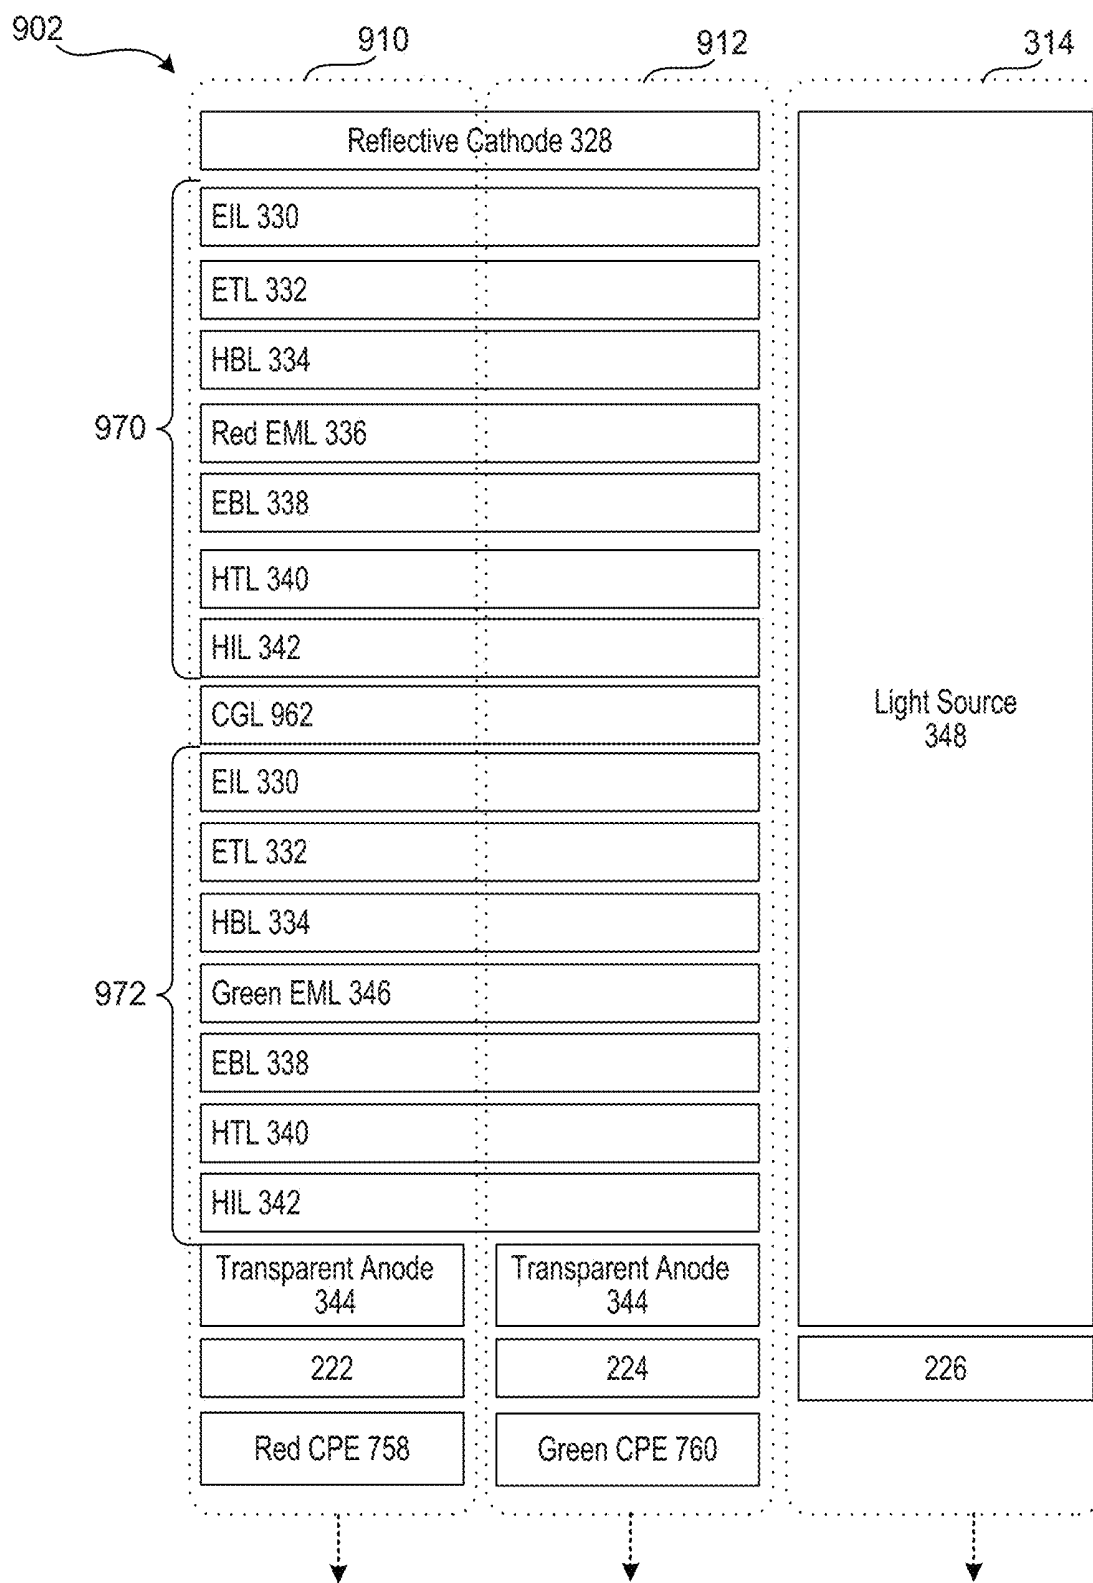 902
910
912
314
Reflective Cathode 328
EIL 330
ETL 332
HBL 334
970
Red EML 336
EBL 338
HTL 340
HIL 342
CGL 962
Light Source
348
EIL 330
ETL 332
HBL 334
972
Green EML 346
EBL 338
HTL 340
HIL 342
Transparent Anode
344
Transparent Anode
344
222
224
226
Red CPE 758
Green CPE 760